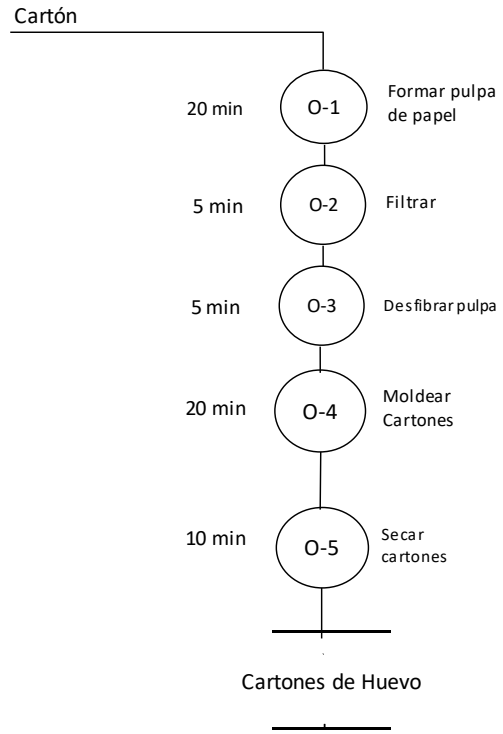 Cartón
20 min
O-1
Formar pulpa
de papel
5 min
O-2
Filtrar
5 min
O-3
Desfibrar pulpa
20 min
O-4
Moldear
Cartones
10 min
O-5
Secar
cartones
Cartones de Huevo